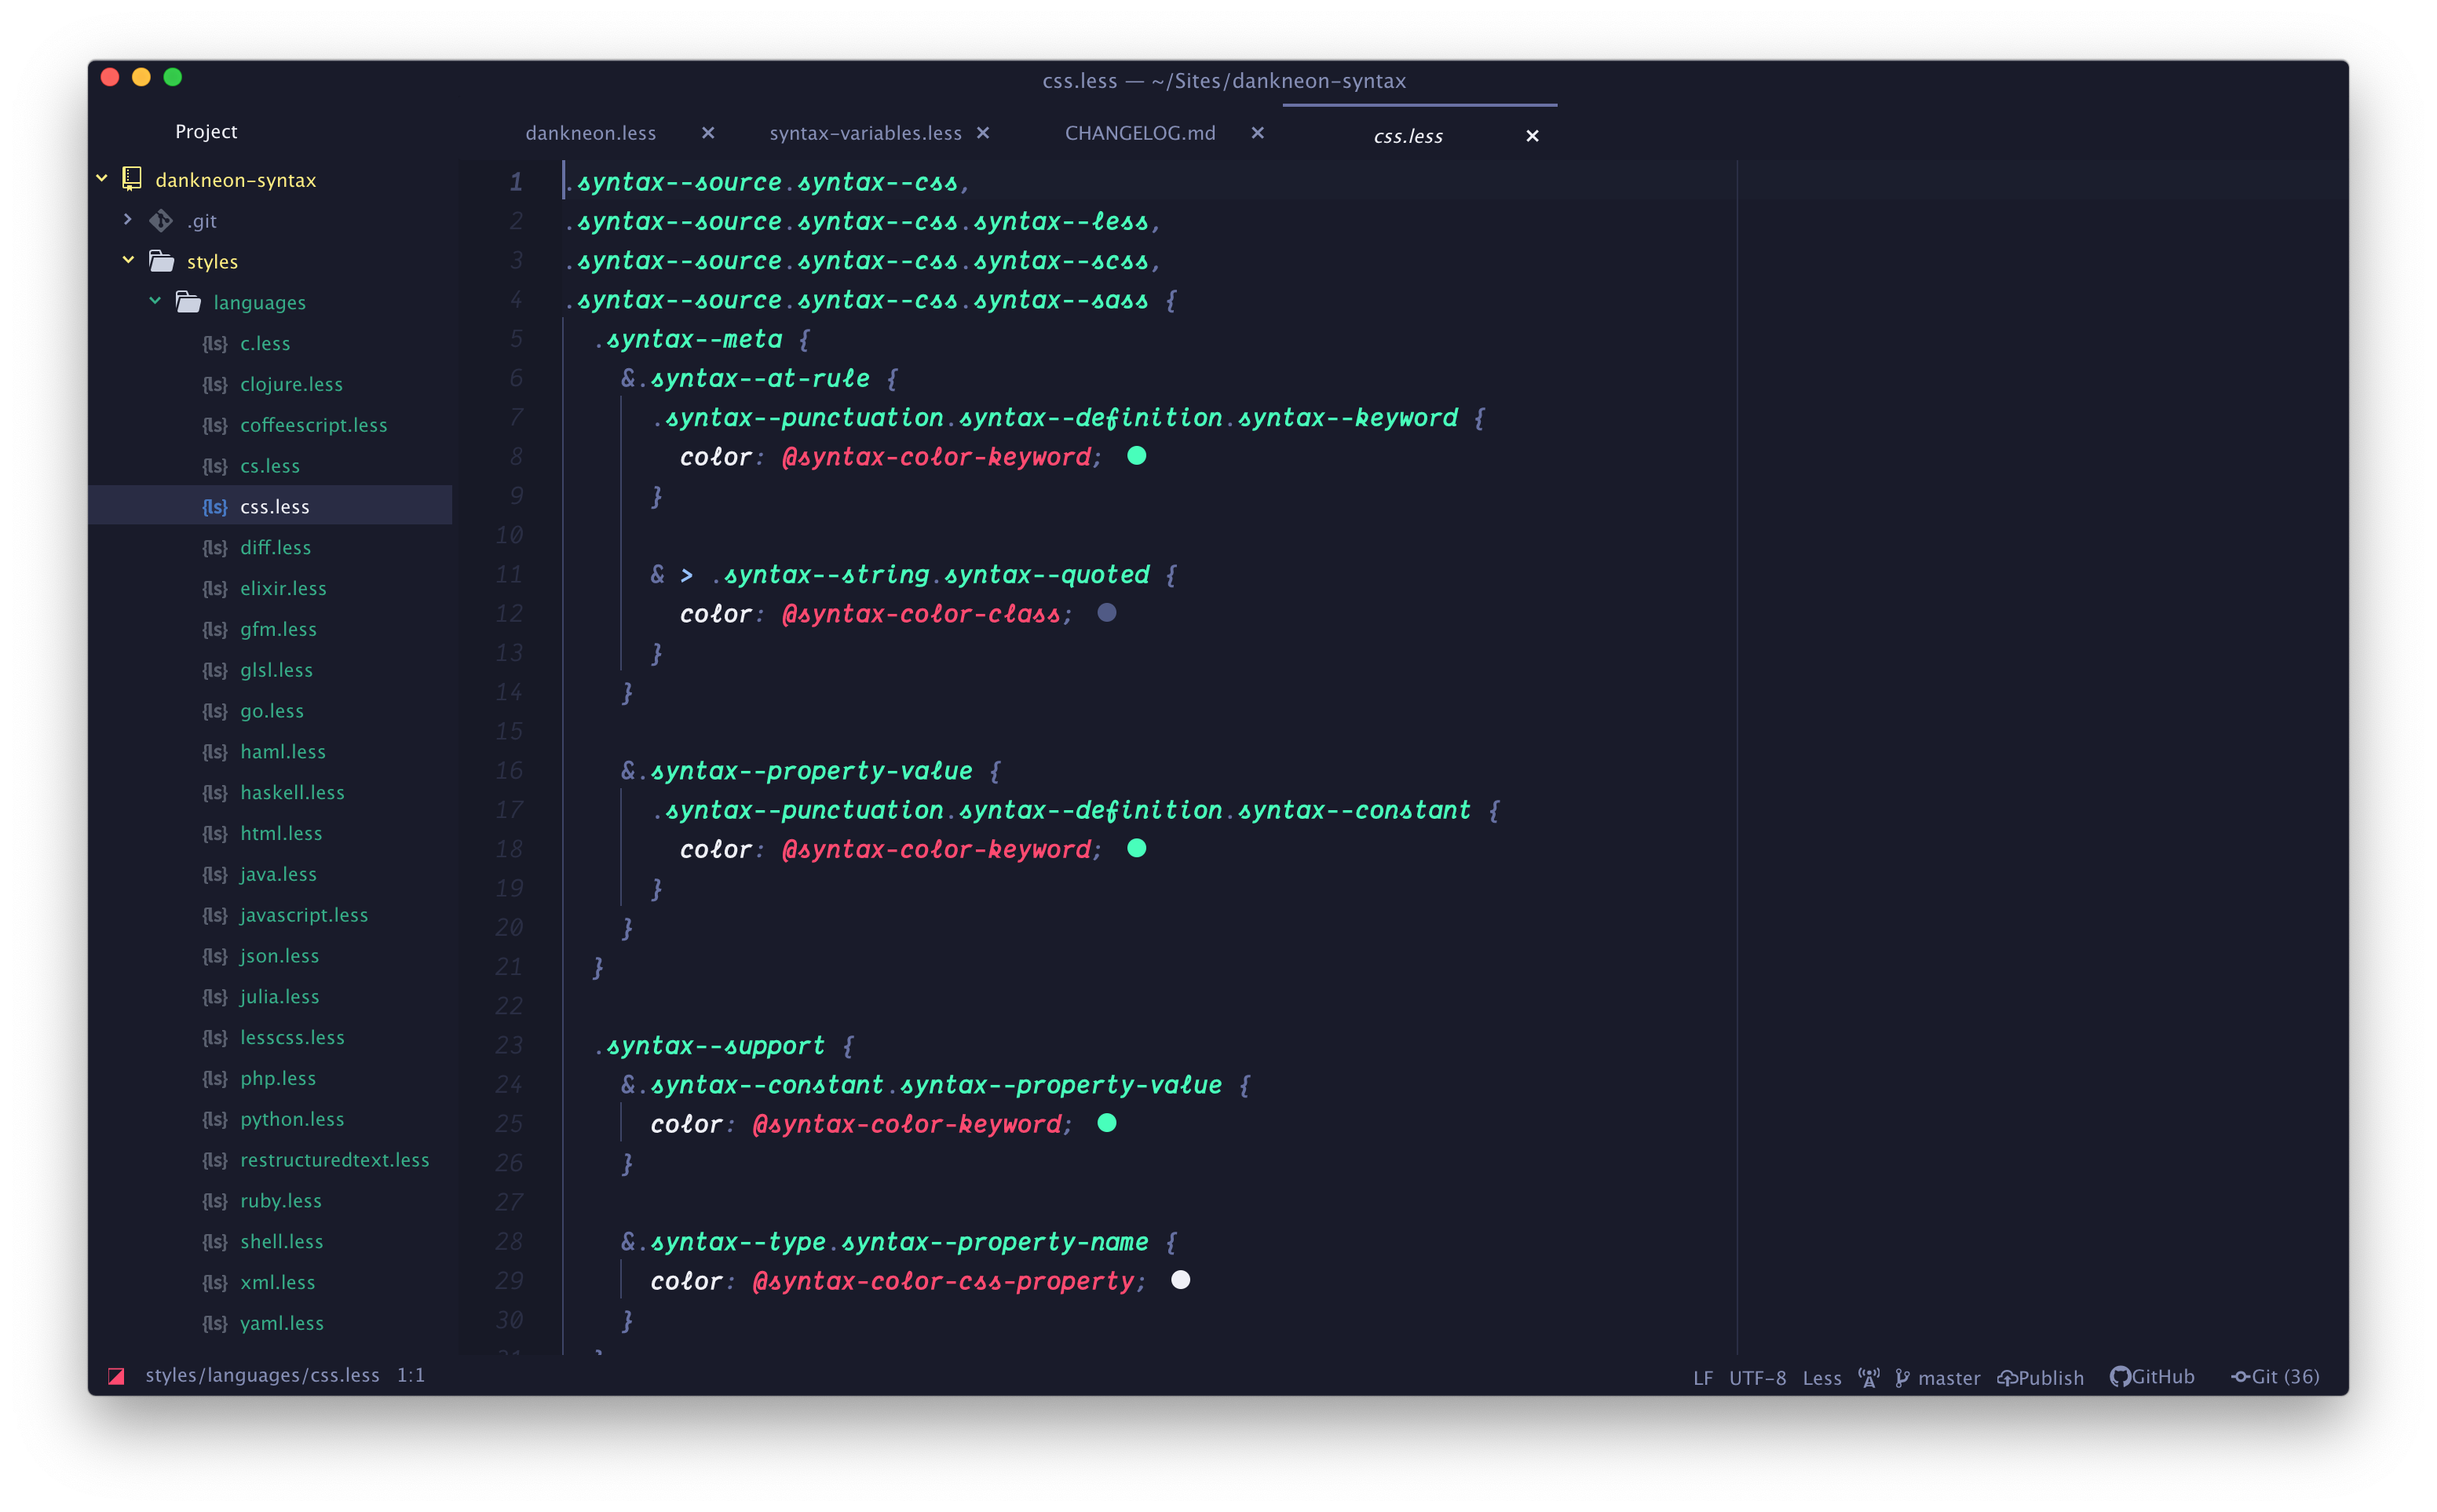 css.less — ~/Sites/dankneon-syntax
Project
dankneon.less
syntax-variables.less
CHANGELOG.md
css.less
dankneon-syntax
.git
styles
languages
{ls} c.less
{ls} clojure.less
{ls} coffeescript.less
{ls} cs.less
{ls} css.less
{ls} diff.less
{ls} elixir.less
{ls} gfm.less
{ls} glsl.less
{ls} go.less
{ls} haml.less
{ls} haskell.less
{ls} html.less
{ls} java.less
{ls} javascript.less
{ls} json.less
{ls} julia.less
{ls} lesscss.less
{ls} php.less
{ls} python.less
{ls} restructuredtext.less
{ls} ruby.less
{ls} shell.less
{ls} xml.less
{ls} yaml.less
1 .syntax--source.syntax--css,
2 .syntax--source.syntax--css.syntax--less,
3 .syntax--source.syntax--css.syntax--scss,
4 .syntax--source.syntax--css.syntax--sass {
5 .syntax--meta {
6 &.syntax--at-rule {
7 .syntax--punctuation.syntax--definition.syntax--keyword {
8 color: @syntax-color-keyword;
9 }
10
11 & > .syntax--string.syntax--quoted {
12 color: @syntax-color-class;
13 }
14 }
15
16 &.syntax--property-value {
17 .syntax--punctuation.syntax--definition.syntax--constant {
18 color: @syntax-color-keyword;
19 }
20 }
21 }
22
23 .syntax--support {
24 &.syntax--constant.syntax--property-value {
25 color: @syntax-color-keyword;
26 }
27
28 &.syntax--type.syntax--property-name {
29 color: @syntax-color-css-property;
30 }
styles/languages/css.less 1:1
LF UTF-8 Less master Publish GitHub Git (36)